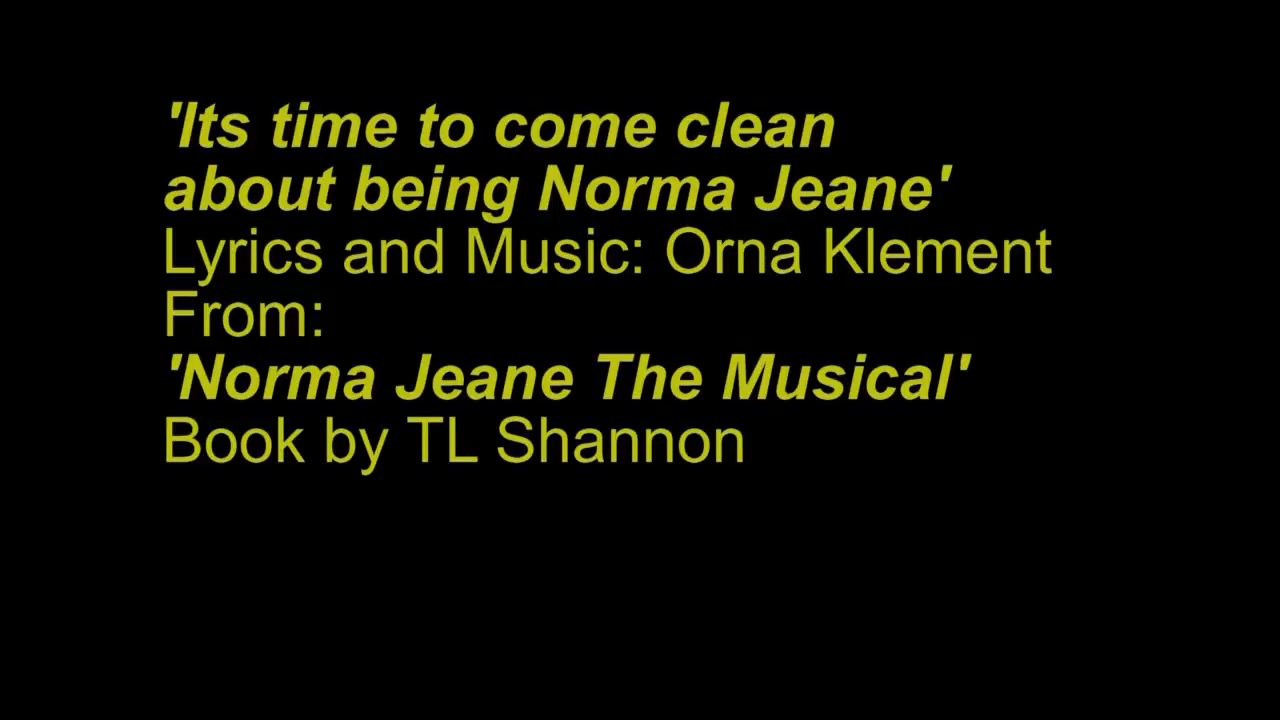 'Its time to come clean
about being Norma Jeane'
Lyrics and Music: Orna Klement
From:
'Norma Jeane The Musical'
Book by TL Shannon